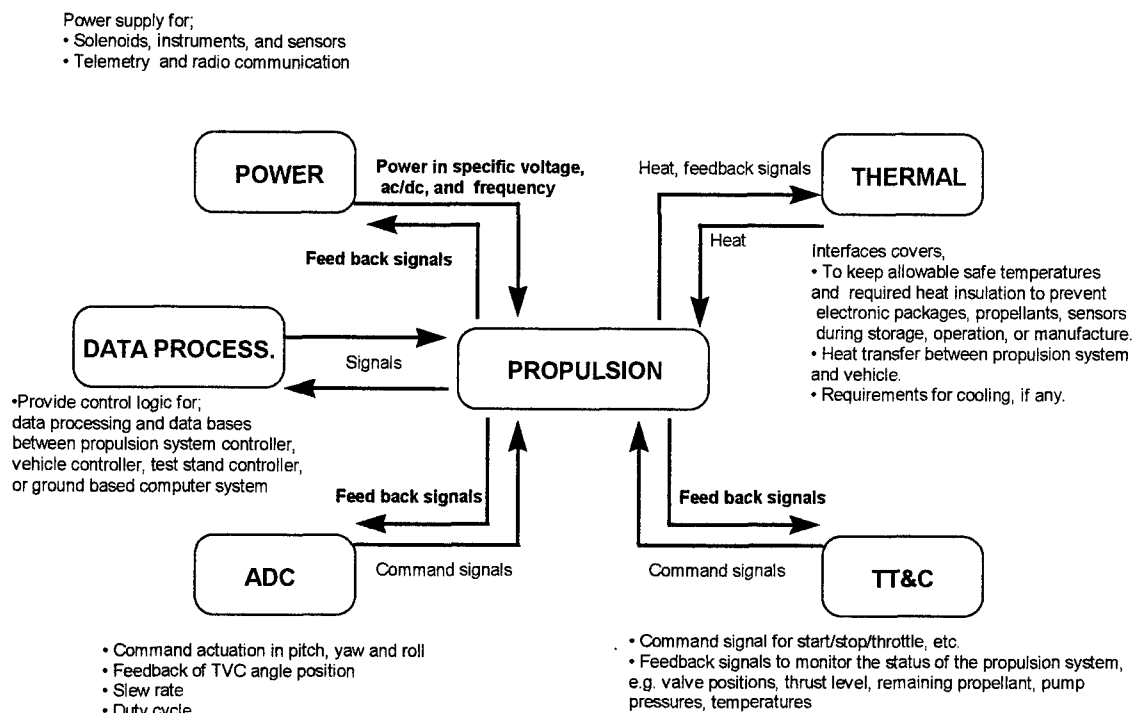 Power supply for;
• Solenoids, instruments, and sensors
• Telemetry and radio communication
POWER
Power in specific voltage,
ac/dc, and frequency
Feed back signals
Heat, feedback signals
THERMAL
Heat
Interfaces covers,
• To keep allowable safe temperatures
and required heat insulation to prevent
electronic packages, propellants, sensors
during storage, operation, or manufacture.
• Heat transfer between propulsion system
and vehicle.
• Requirements for cooling, if any.
DATA PROCESS.
Signals
PROPULSION
•Provide control logic for;
data processing and data bases
between propulsion system controller,
vehicle controller, test stand controller,
or ground based computer system
Feed back signals
Feed back signals
ADC
Command signals
Command signals
TT&C
• Command actuation in pitch, yaw and roll
• Feedback of TVC angle position
• Slew rate
• Duty cycle
• Command signal for start/stop/throttle, etc.
• Feedback signals to monitor the status of the propulsion system,
e.g. valve positions, thrust level, remaining propellant, pump
pressures, temperatures